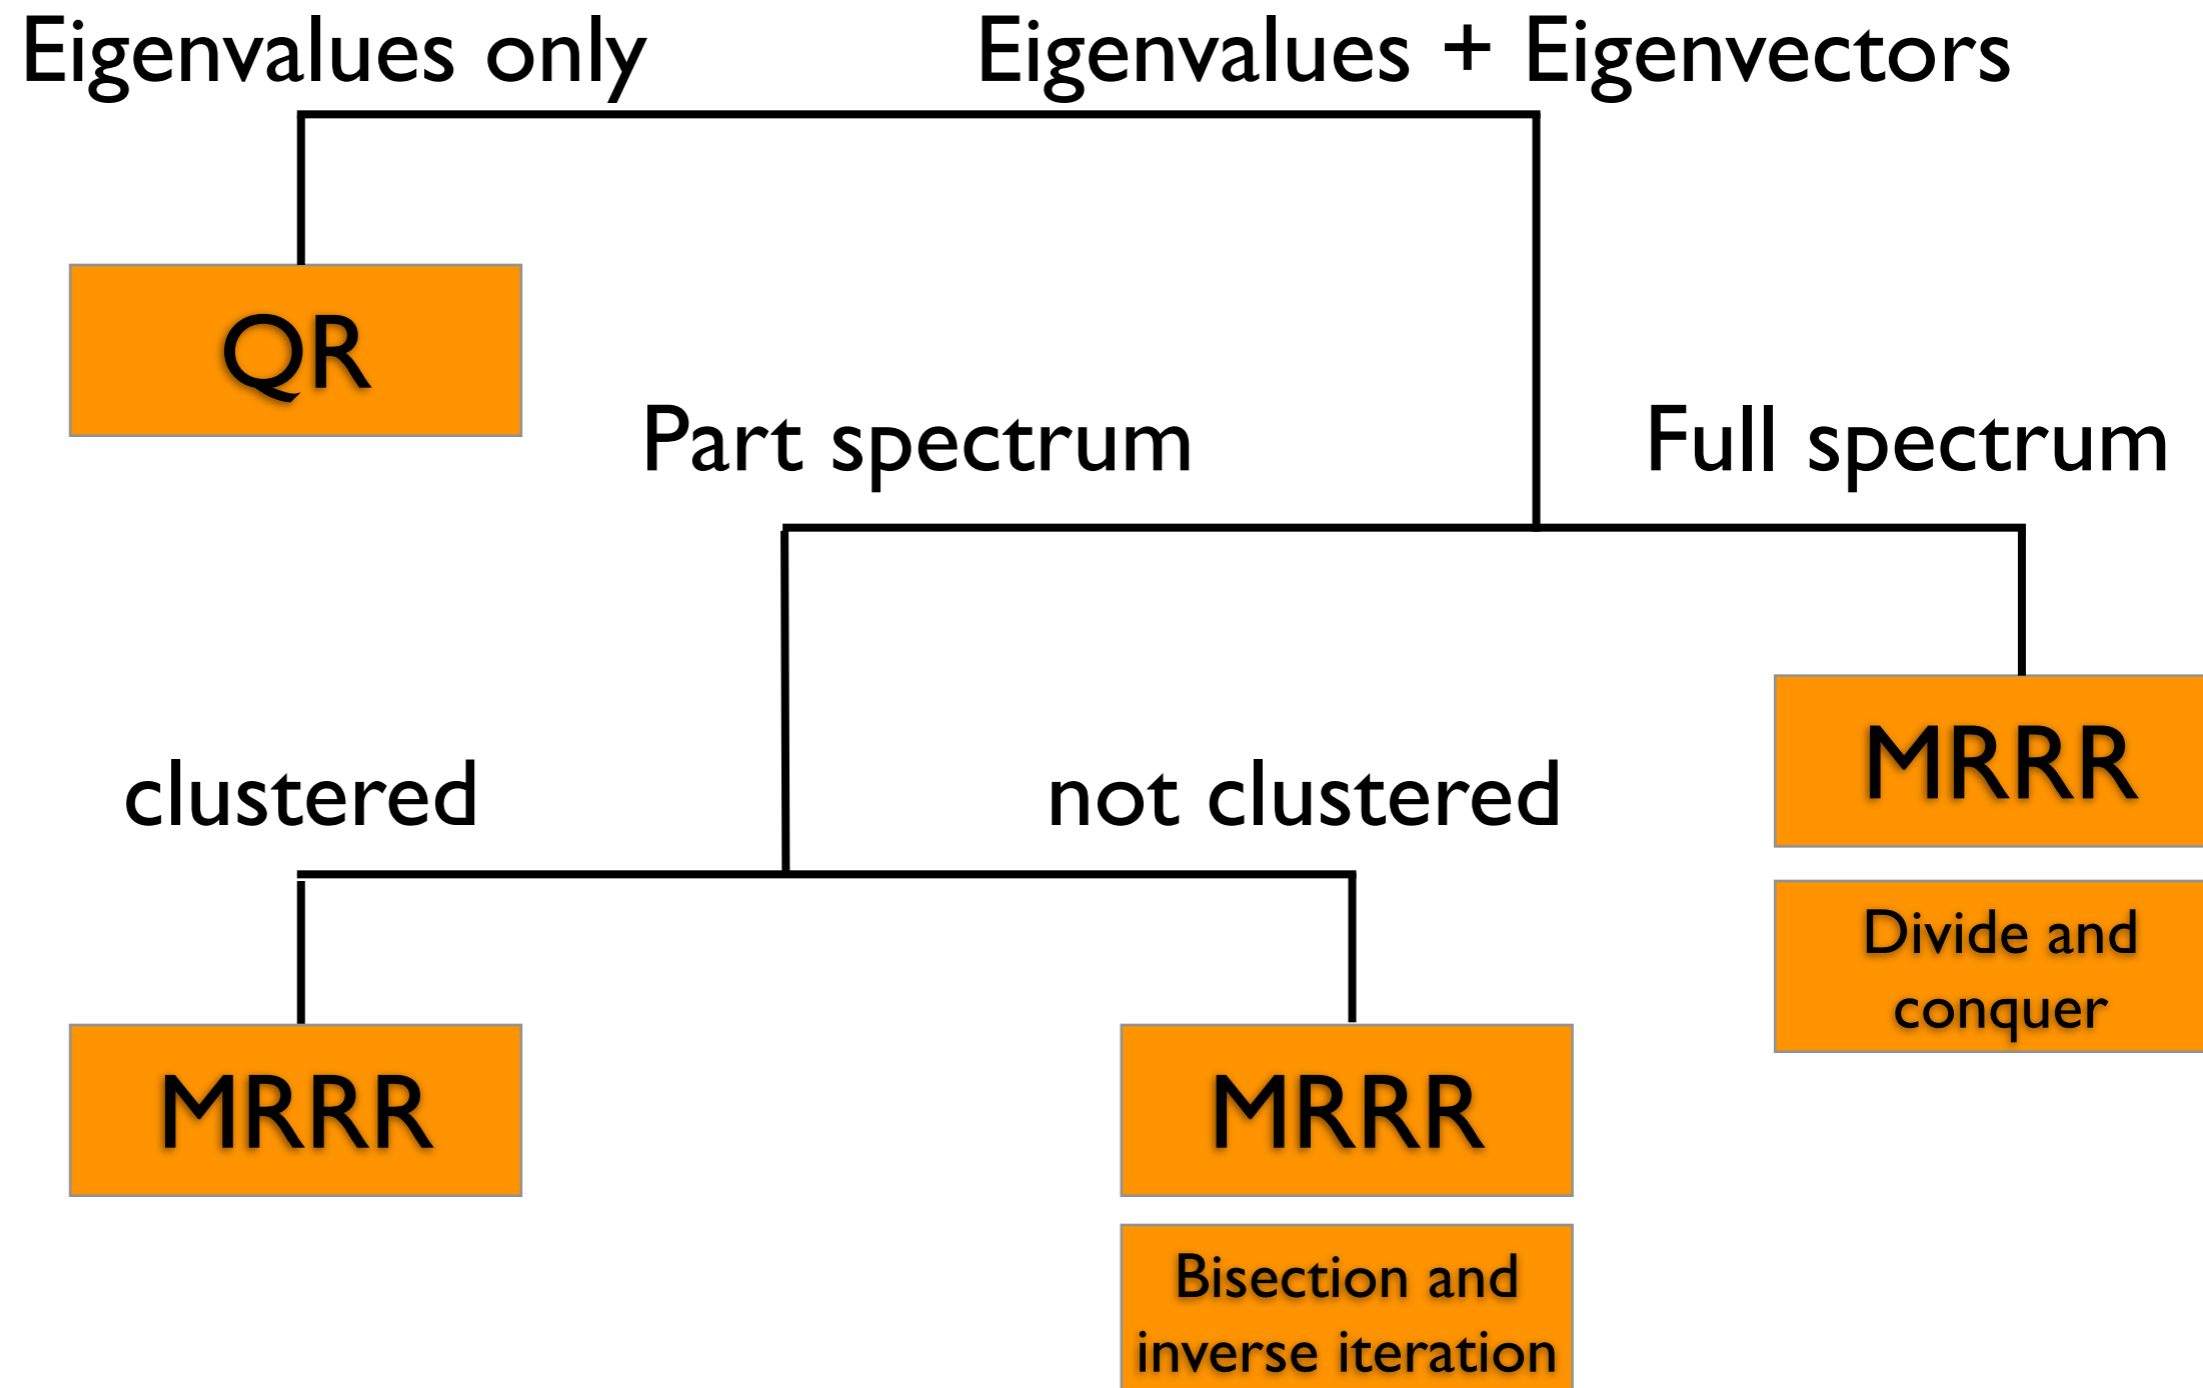 Eigenvalues only
Eigenvalues + Eigenvectors
QR
Part spectrum
Full spectrum
clustered
not clustered
MRRR
Divide and
conquer
MRRR
MRRR
Bisection and
inverse iteration